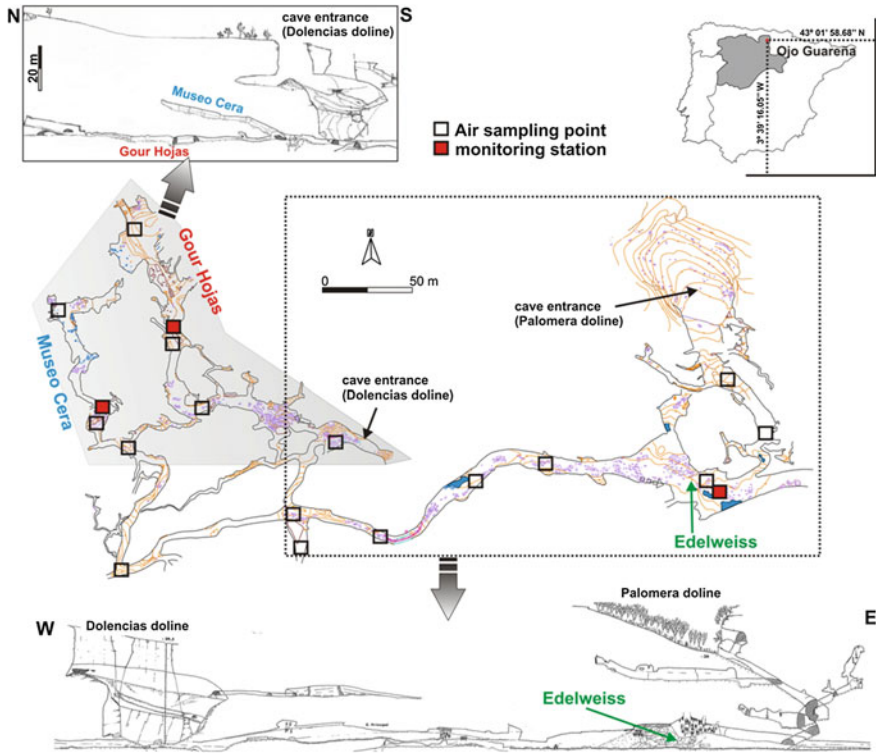 N
S
cave entrance
(Dolencias doline)
20 m
Museo Cera
Gour Hojas
43º 01' 58.68'' N
Ojo Guareña
3º 39' 16.05'' W
Air sampling point
monitoring station
Gour Hojas
Museo Cera
N
0 50 m
cave entrance
(Palomera doline)
cave entrance
(Dolencias doline)
Edelweiss
W
Dolencias doline
Palomera doline
E
Edelweiss